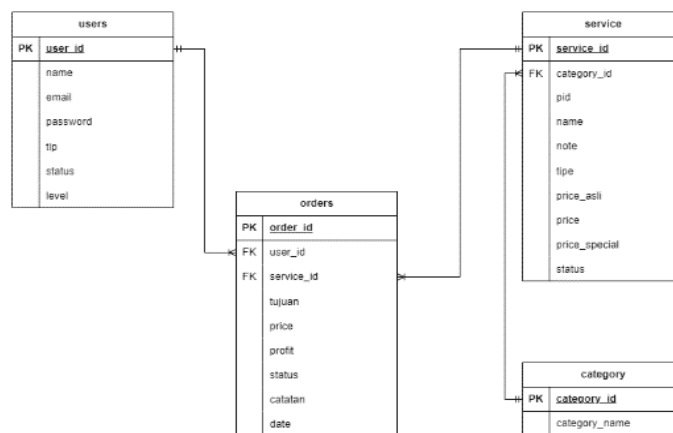 users
PK user_id
name
email
password
tlp
status
level
orders
PK order_id
FK user_id
FK service_id
tujuan
price
profit
status
catatan
date
service
PK service_id
FK category_id
pid
name
note
tipe
price_asli
price
price_special
status
category
PK category_id
category_name